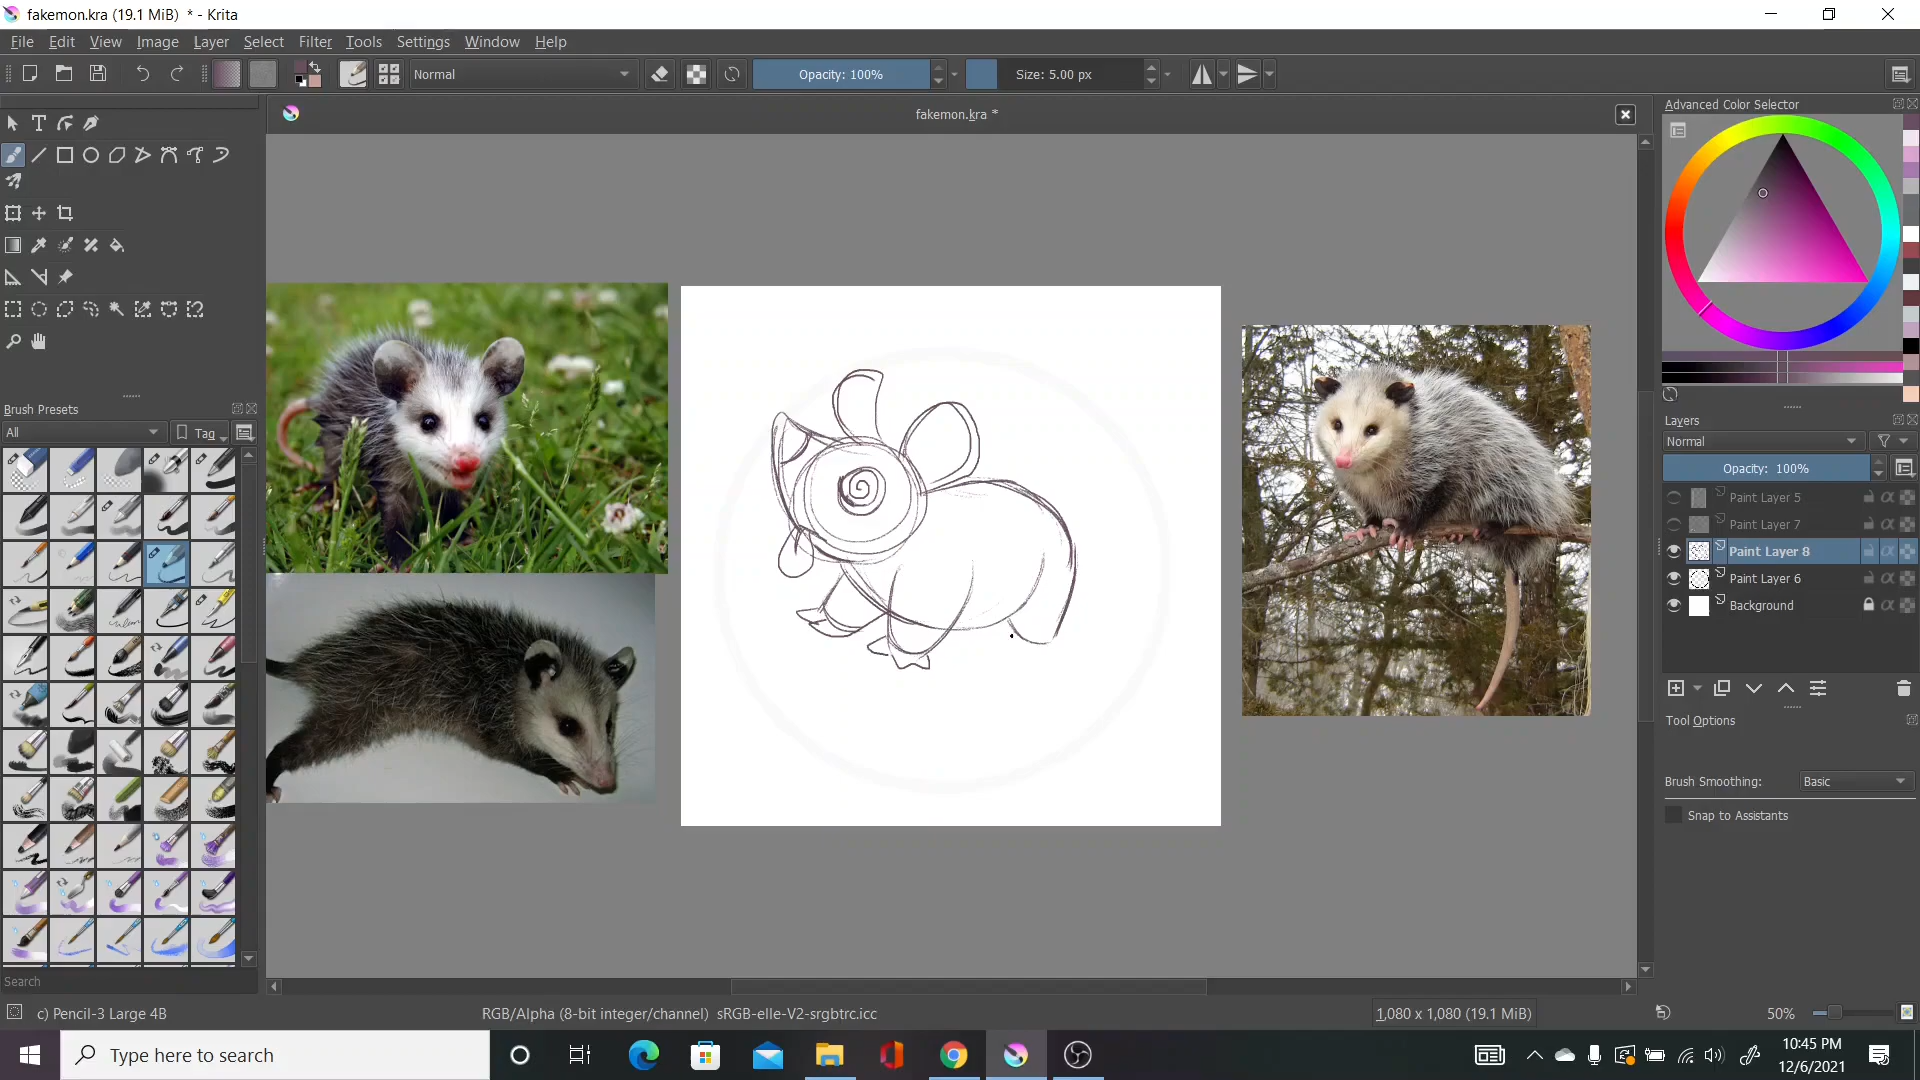 fakemon.kra (19.1 MiB)  * - Krita
File Edit View Image Layer Select Filter Tools Settings Window Help
Normal Opacity: 100% Size: 5.00 px
fakemon.kra *
Advanced Color Selector
Brush Presets
All Tag
Layers
Normal
Opacity:  100%
Paint Layer 5
Paint Layer 7
Paint Layer 8
Paint Layer 6
Background
Tool Options
Brush Smoothing: Basic
Snap to Assistants
Search
c) Pencil-3 Large 4B
RGB/Alpha (8-bit integer/channel)  sRGB-elle-V2-srgbtrc.icc
1,080 x 1,080 (19.1 MiB)
50%
Type here to search
10:45 PM
12/6/2021